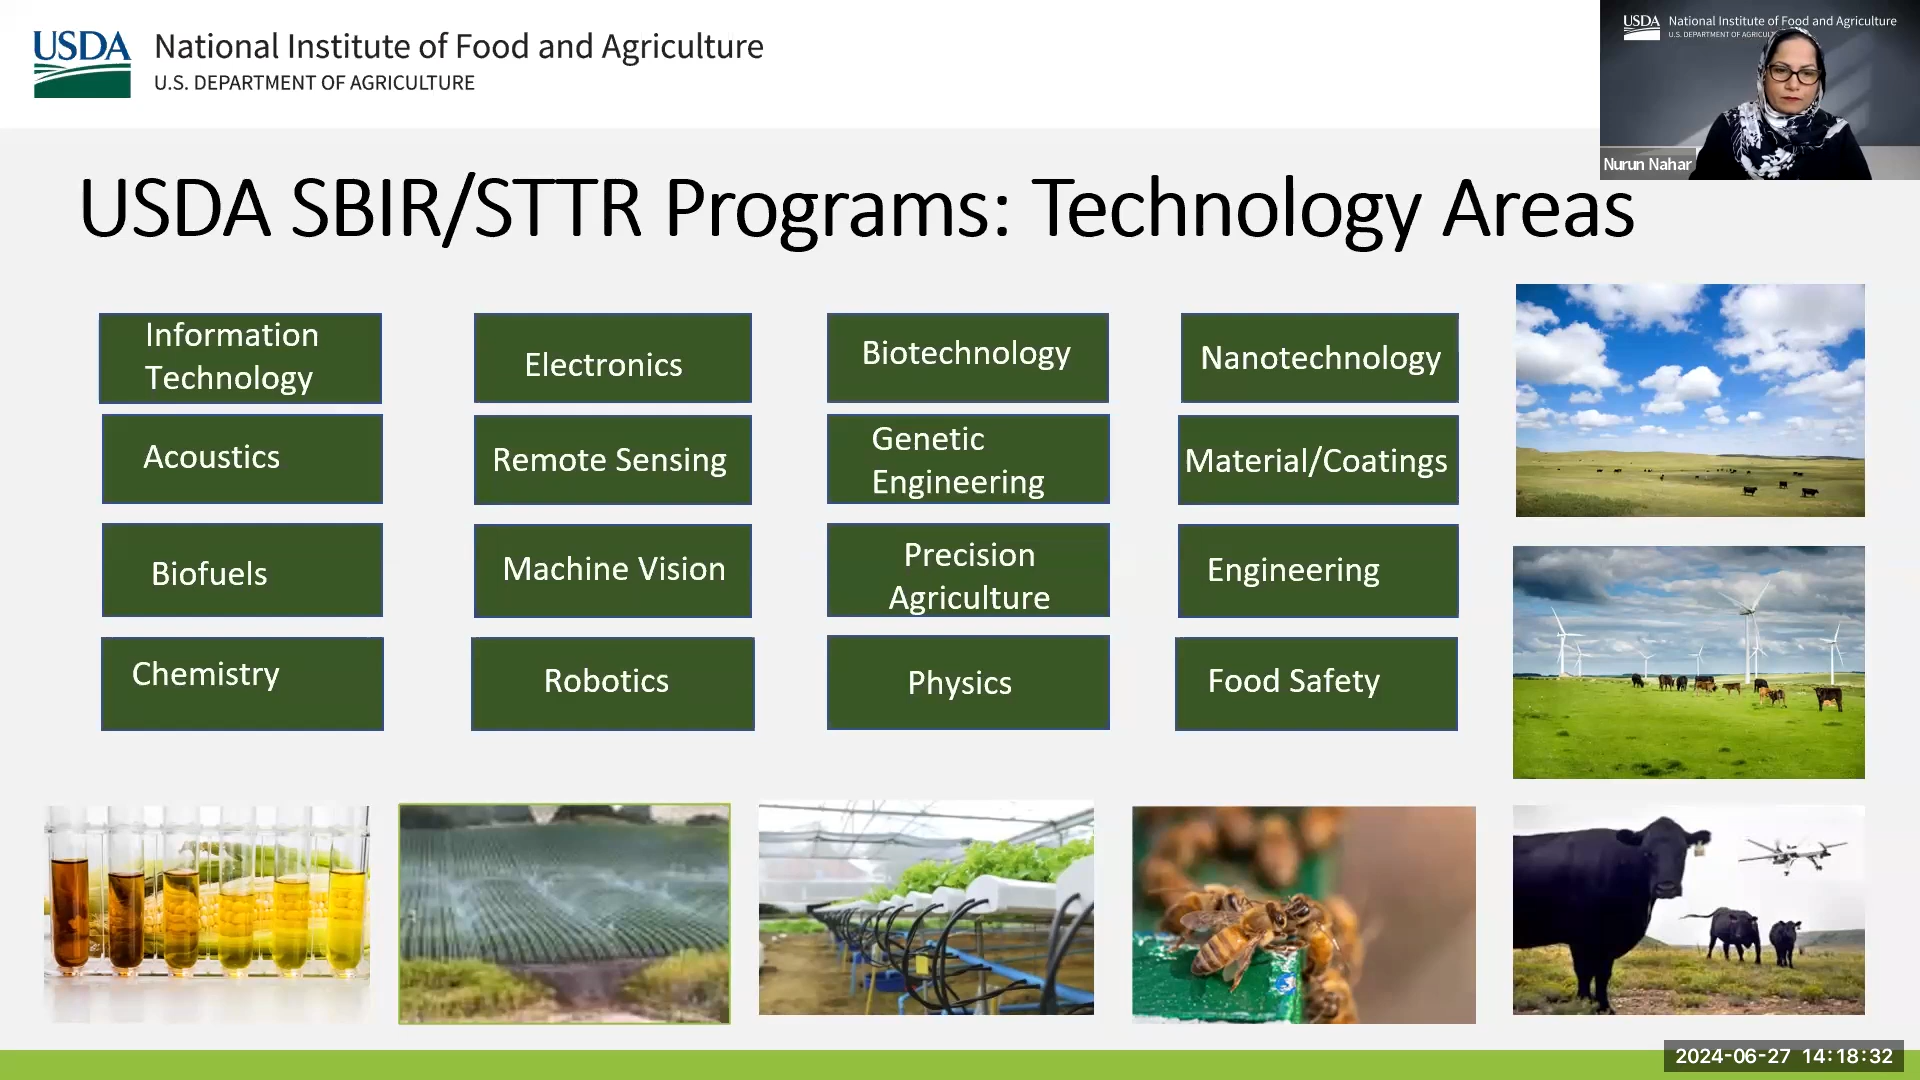 USDA
National Institute of Food and Agriculture
U.S. DEPARTMENT OF AGRICULTURE
USDA
National Institute of Food and Agriculture
U.S. DEPARTMENT OF
Nurun Nahar
USDA SBIR/STTR Programs: Technology Areas
Information
Technology
Electronics
Biotechnology
Nanotechnology
Acoustics
Remote Sensing
Genetic
Engineering
Material/Coatings
Biofuels
Machine Vision
Precision
Agriculture
Engineering
Chemistry
Robotics
Physics
Food Safety
2024-06-27 14:18:32